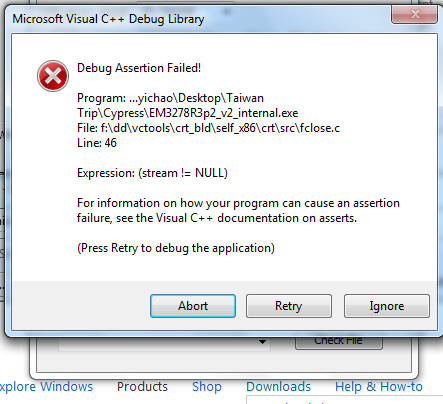 Microsoft Visual C++ Debug Library
Debug Assertion Failed!
Program: ...yichao\Desktop\Taiwan
Trip\Cypress\EM3278R3p2_v2_internal.exe
File: f:\dd\vctools\crt_bld\self_x86\crt\src\fclose.c
Line: 46
Expression: (stream != NULL)
For information on how your program can cause an assertion
failure, see the Visual C++ documentation on asserts.
(Press Retry to debug the application)
Abort Retry Ignore
Check File
xplore Windows Products Shop Downloads Help & How-to